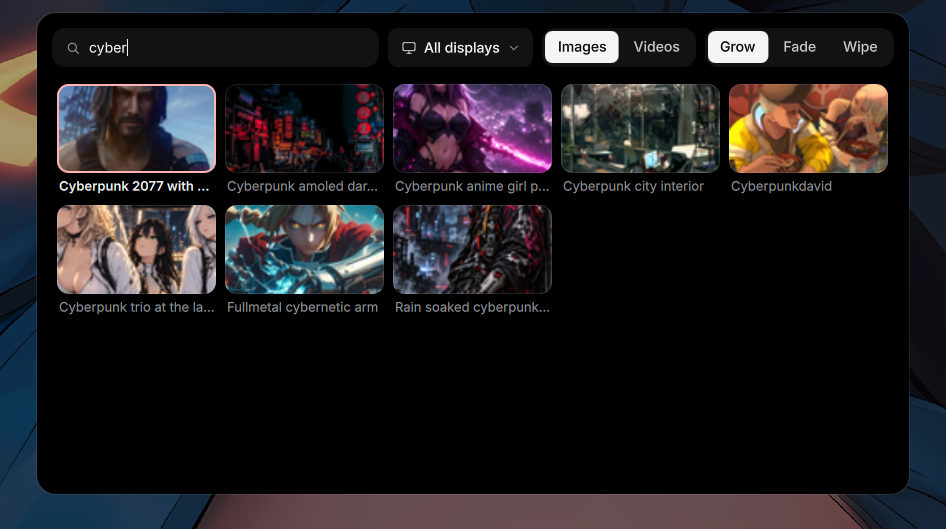 cyber
All displays
Images
Videos
Grow
Fade
Wipe
Cyberpunk 2077 with ...
Cyberpunk amoled dar...
Cyberpunk anime girl p...
Cyberpunk city interior
Cyberpunkdavid
Cyberpunk trio at the la...
Fullmetal cybernetic arm
Rain soaked cyberpunk...